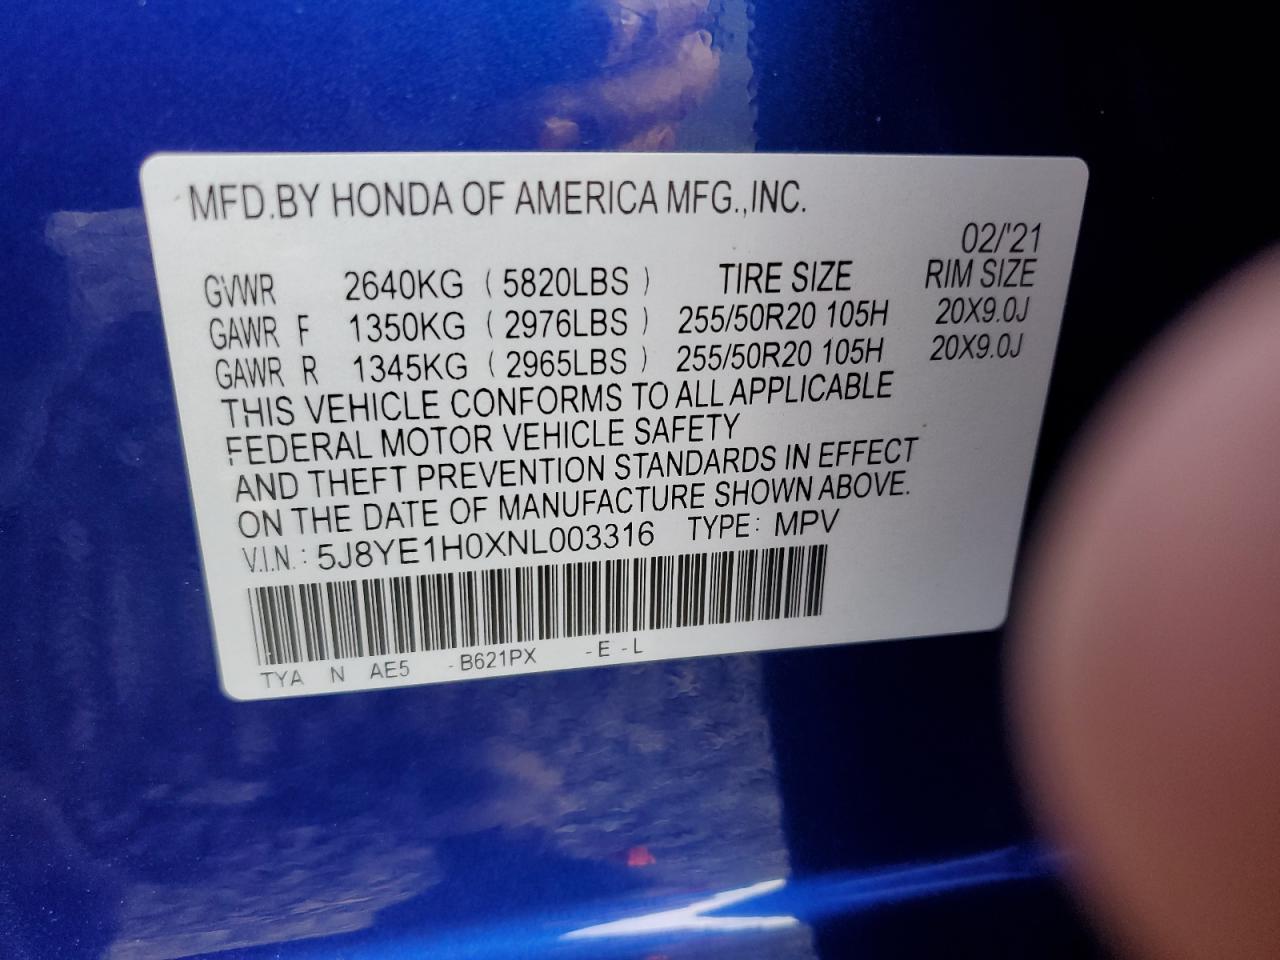 MFD.BY HONDA OF AMERICA MFG.,INC.
02/'21
GVWR 2640KG ( 5820LBS ) TIRE SIZE RIM SIZE
GAWR F 1350KG ( 2976LBS ) 255/50R20 105H 20X9.0J
GAWR R 1345KG ( 2965LBS ) 255/50R20 105H 20X9.0J
THIS VEHICLE CONFORMS TO ALL APPLICABLE
FEDERAL MOTOR VEHICLE SAFETY
AND THEFT PREVENTION STANDARDS IN EFFECT
ON THE DATE OF MANUFACTURE SHOWN ABOVE.
V.I.N.: 5J8YE1H0XNL003316 TYPE: MPV
TYA N AE5 -B621PX -E -L